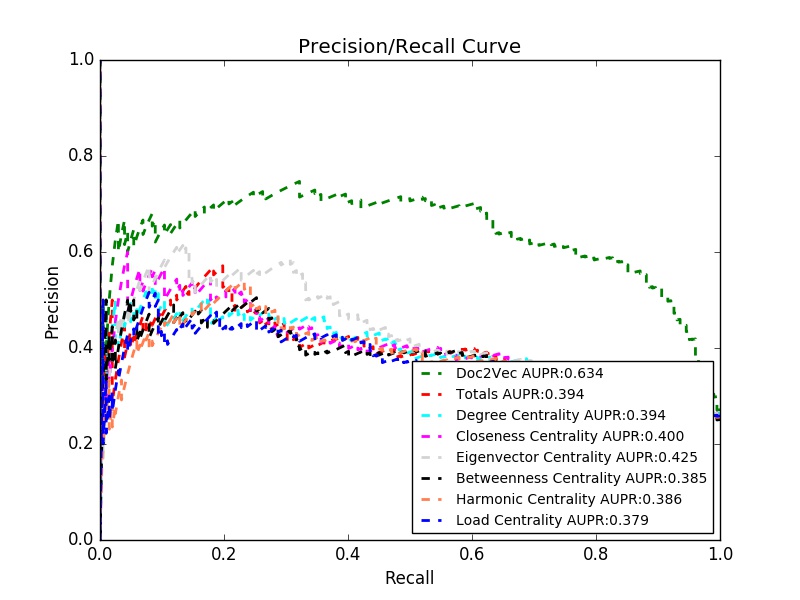 Precision/Recall Curve
1.0
0.8
0.6
0.4
0.2
0.0
Precision
Doc2Vec AUPR:0.634
Totals AUPR:0.394
Degree Centrality AUPR:0.394
Closeness Centrality AUPR:0.400
Eigenvector Centrality AUPR:0.425
Betweenness Centrality AUPR:0.385
Harmonic Centrality AUPR:0.386
Load Centrality AUPR:0.379
0.0 0.2 0.4 0.6 0.8 1.0
Recall